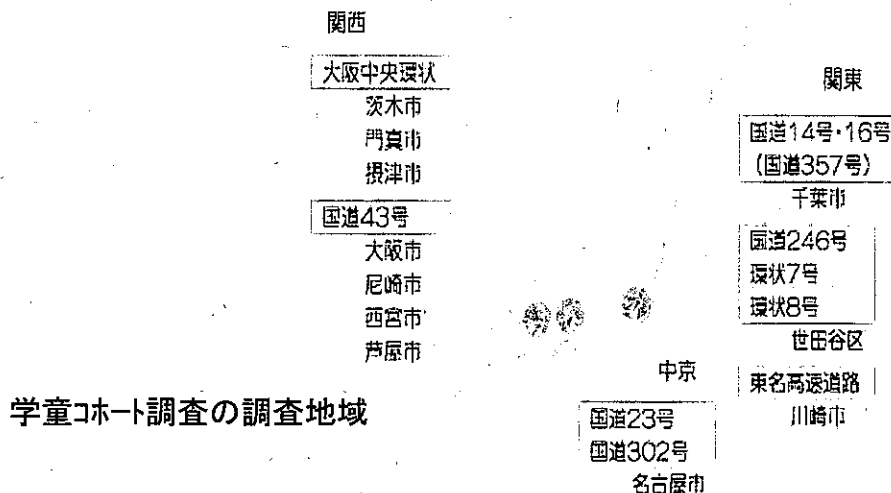 関西
大阪中央環状
茨木市
門真市
摂津市
国道43号
大阪市
尼崎市
西宮市
芦屋市
関東
国道14号・16号
(国道357号)
千葉市
国道246号
環状7号
環状8号
世田谷区
東名高速道路
川崎市
中京
国道23号
国道302号
名古屋市
学童コホート調査の調査地域